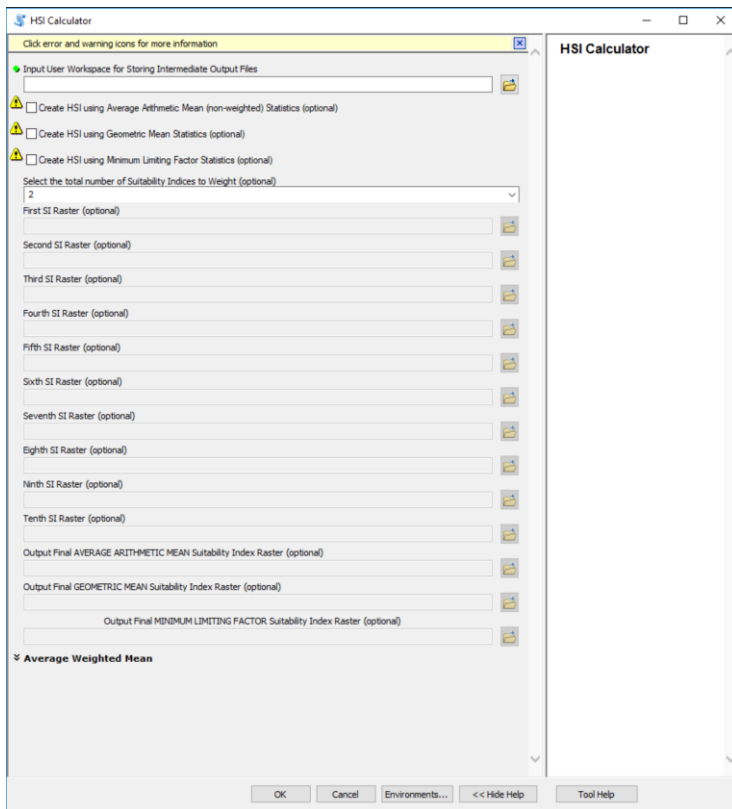 HSI Calculator
Click error and warning icons for more information
HSI Calculator
Input User Workspace for Storing Intermediate Output Files
Create HSI using Average Arithmetic Mean (non-weighted) Statistics (optional)
Create HSI using Geometric Mean Statistics (optional)
Create HSI using Minimum Limiting Factor Statistics (optional)
Select the total number of Suitability Indices to Weight (optional)
2
First SI Raster (optional)
Second SI Raster (optional)
Third SI Raster (optional)
Fourth SI Raster (optional)
Fifth SI Raster (optional)
Sixth SI Raster (optional)
Seventh SI Raster (optional)
Eighth SI Raster (optional)
Ninth SI Raster (optional)
Tenth SI Raster (optional)
Output Final AVERAGE ARITHMETIC MEAN Suitability Index Raster (optional)
Output Final GEOMETRIC MEAN Suitability Index Raster (optional)
Output Final MINIMUM LIMITING FACTOR Suitability Index Raster (optional)
Average Weighted Mean
OK Cancel Environments... << Hide Help Tool Help